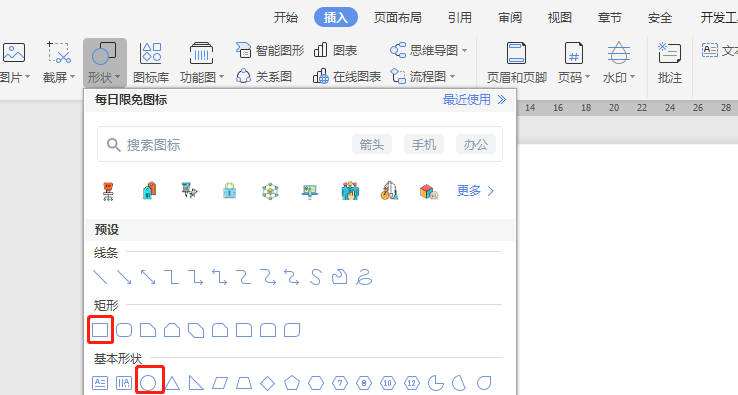 开始 插入 页面布局 引用 审阅 视图 章节 安全 开发工
图片 截屏 形状 图标库 功能图 智能图形 图表 思维导图 页眉和页脚 页码 水印 批注 文本
关系图 在线图表 流程图
每日限免图标 最近使用
14 16 18 20 22 24 26 28
搜索图标 箭头 手机 办公
更多
预设
线条
矩形
基本形状
7 8 10 12